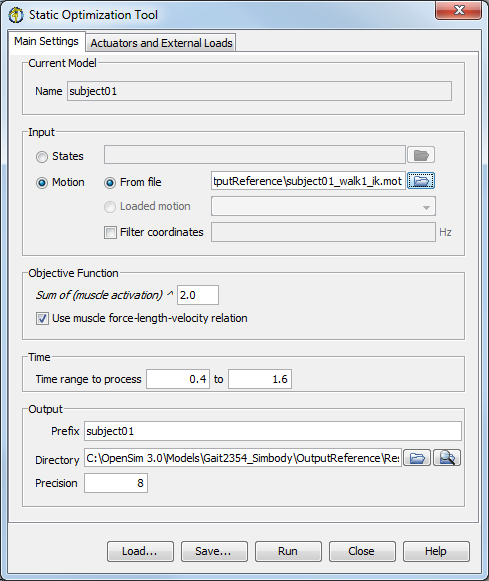 Static Optimization Tool
Main Settings Actuators and External Loads
Current Model
Name subject01
Input
States
Motion From file tputReference\subject01_walk1_ik.mot
Loaded motion
Filter coordinates Hz
Objective Function
Sum of (muscle activation) ^ 2.0
Use muscle force-length-velocity relation
Time
Time range to process 0.4 to 1.6
Output
Prefix subject01
Directory C:\OpenSim 3.0\Models\Gait2354_Simbody\OutputReference\Res
Precision 8
Load... Save... Run Close Help